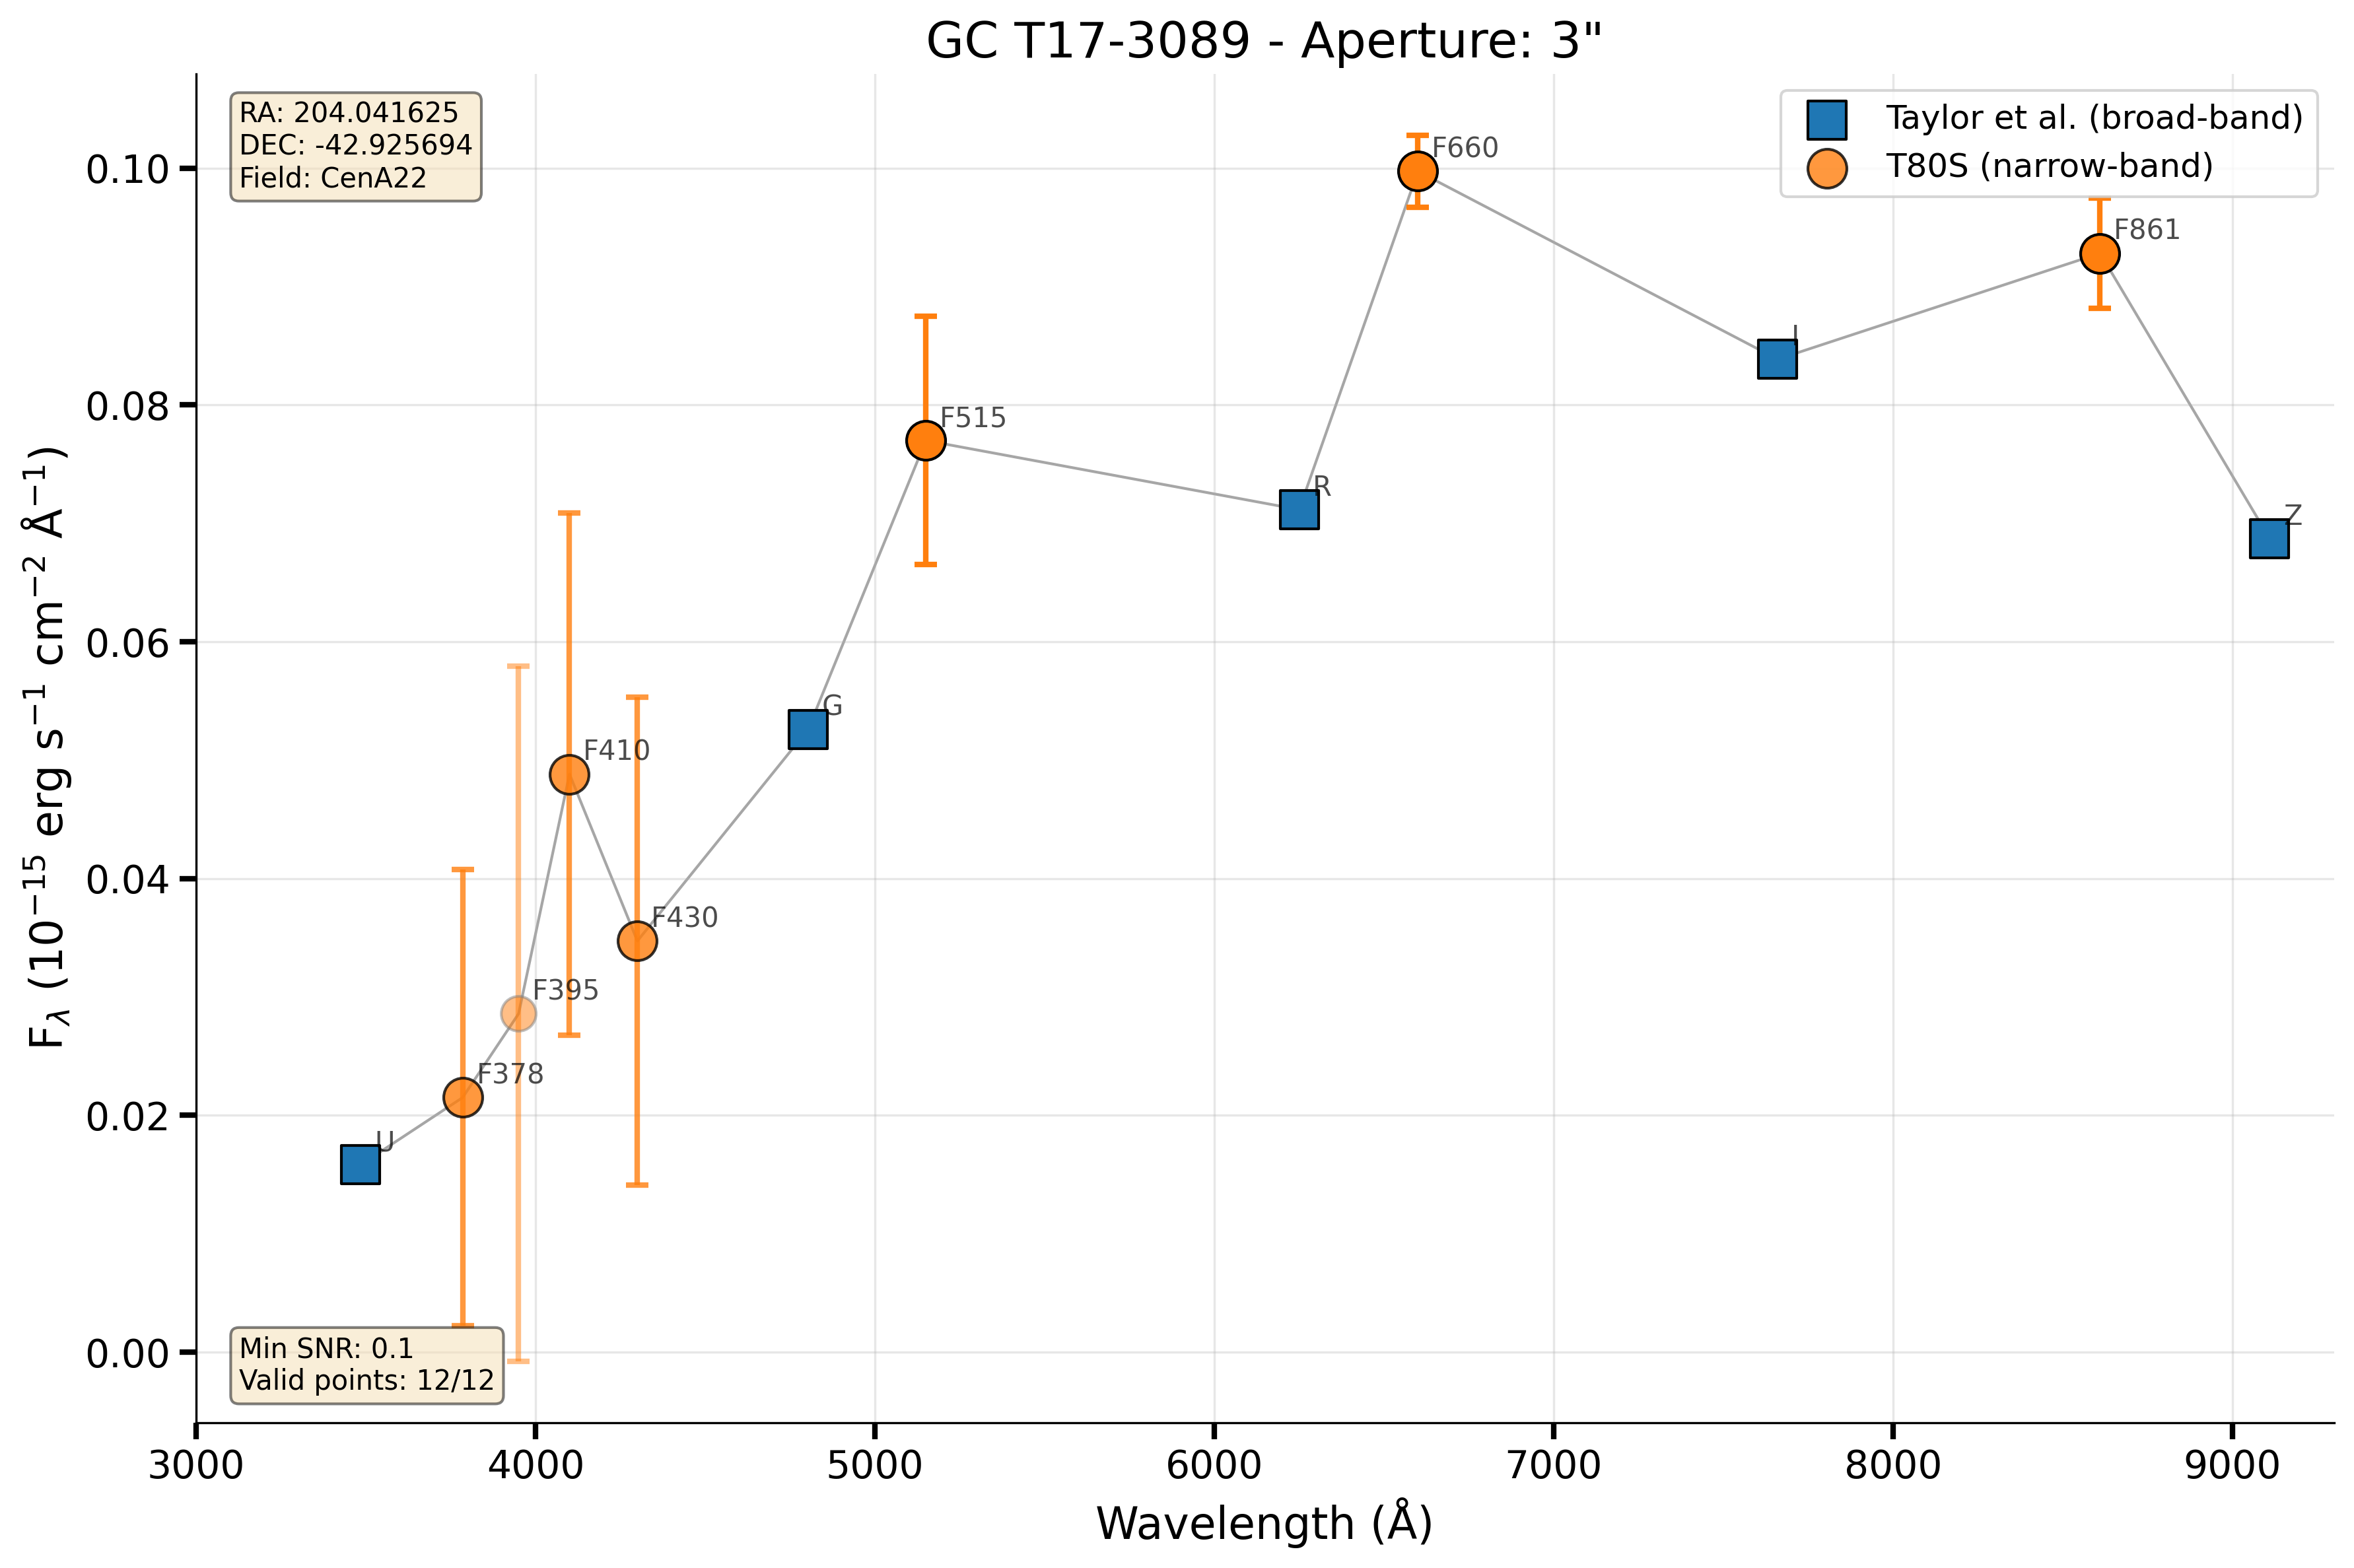 GC T17-3089 - Aperture: 3"
RA: 204.041625
DEC: -42.925694
Field: CenA22
Taylor et al. (broad-band)
T80S (narrow-band)
F660
F861
I
F515
R
Z
G
F410
F430
F395
F378
U
Min SNR: 0.1
Valid points: 12/12
0.10
0.08
0.06
0.04
0.02
0.00
F_λ (10⁻¹⁵ erg s⁻¹ cm⁻² Å⁻¹)
3000 4000 5000 6000 7000 8000 9000
Wavelength (Å)